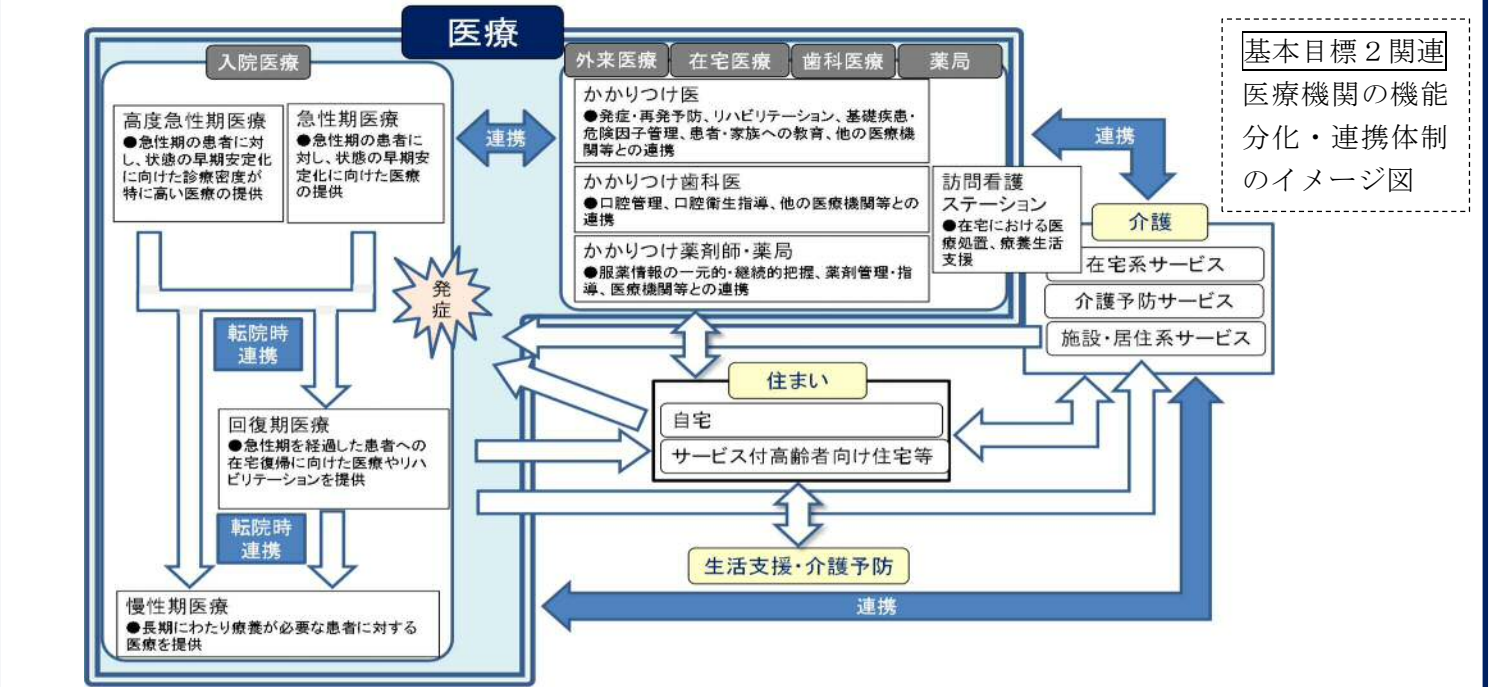 医療
基本目標２関連
医療機関の機能
分化・連携体制
のイメージ図
入院医療
高度急性期医療
●急性期の患者に対
し、状態の早期安定化
に向けた診療密度が
特に高い医療の提供
急性期医療
●急性期の患者に
対し、状態の早期安
定化に向けた医療
の提供
転院時
連携
回復期医療
●急性期を経過した患者への
在宅復帰に向けた医療やリハ
ビリテーションを提供
転院時
連携
慢性期医療
●長期にわたり療養が必要な患者に対する
医療を提供
発
症
連携
外来医療
在宅医療
歯科医療
薬局
かかりつけ医
●発症・再発予防、リハビリテーション、基礎疾患・
危険因子管理、患者・家族への教育、他の医療機
関等との連携
かかりつけ歯科医
●口腔管理、口腔衛生指導、他の医療機関等との
連携
かかりつけ薬剤師・薬局
●服薬情報の一元的・継続的把握、薬剤管理・指
導、医療機関等との連携
訪問看護
ステーション
●在宅における医
療処置、療養生活
支援
連携
介護
在宅系サービス
介護予防サービス
施設・居住系サービス
住まい
自宅
サービス付高齢者向け住宅等
生活支援・介護予防
連携